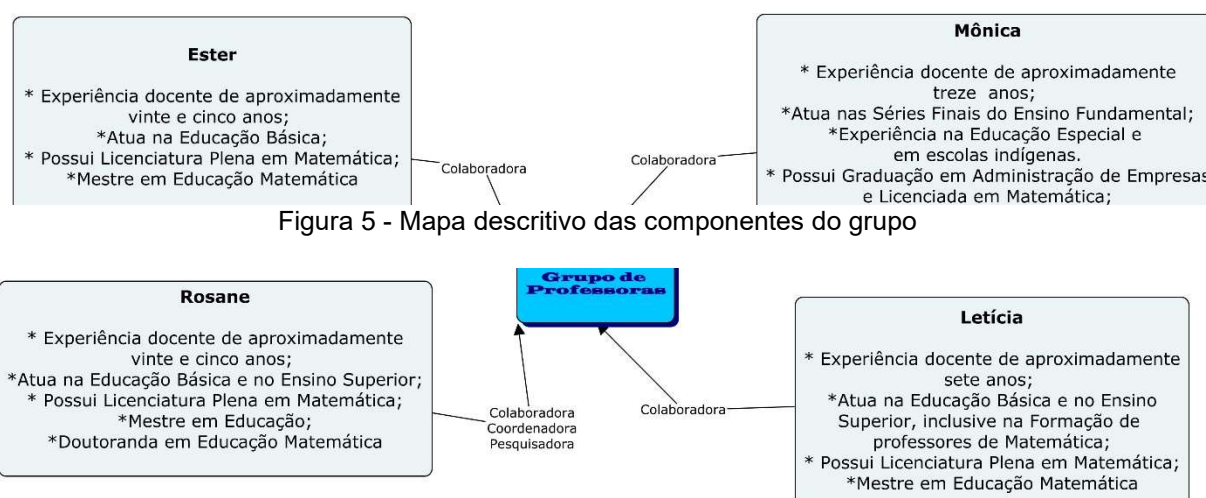 Ester
* Experiência docente de aproximadamente
vinte e cinco anos;
*Atua na Educação Básica;
* Possui Licenciatura Plena em Matemática;
*Mestre em Educação Matemática
Colaboradora
Mônica
* Experiência docente de aproximadamente
treze anos;
*Atua nas Séries Finais do Ensino Fundamental;
*Experiência na Educação Especial e
em escolas indígenas.
* Possui Graduação em Administração de Empresas
e Licenciada em Matemática;
Colaboradora
Figura 5 - Mapa descritivo das componentes do grupo
Grupo de
Professoras
Rosane
* Experiência docente de aproximadamente
vinte e cinco anos;
*Atua na Educação Básica e no Ensino Superior;
* Possui Licenciatura Plena em Matemática;
*Mestre em Educação;
*Doutoranda em Educação Matemática
Colaboradora
Coordenadora
Pesquisadora
Colaboradora
Letícia
* Experiência docente de aproximadamente
sete anos;
*Atua na Educação Básica e no Ensino
Superior, inclusive na Formação de
professores de Matemática;
* Possui Licenciatura Plena em Matemática;
*Mestre em Educação Matemática